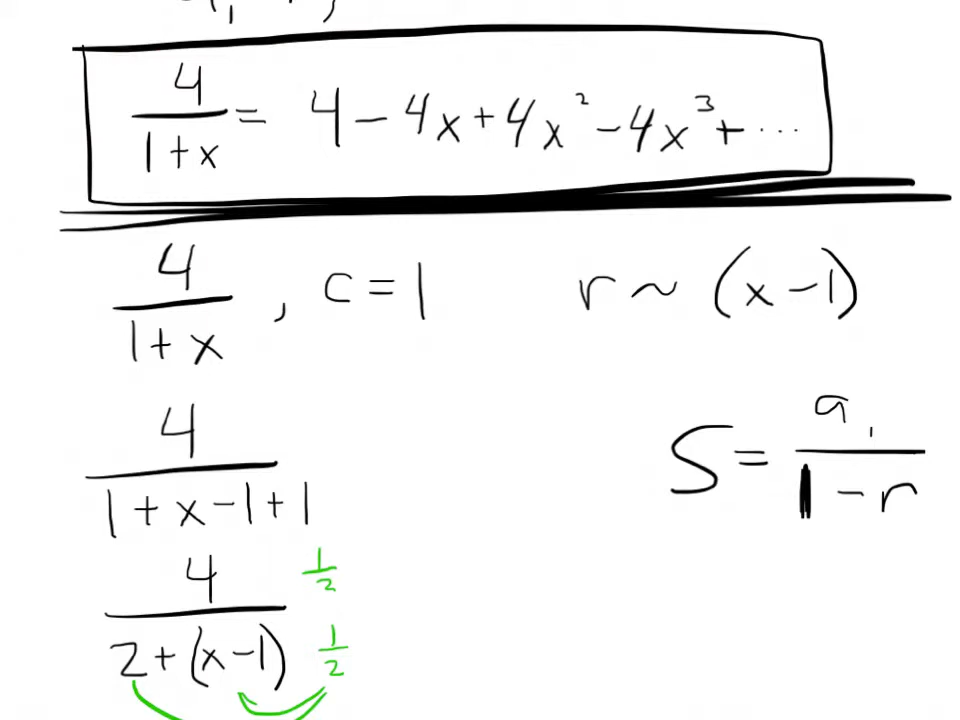 4/(1+x) = 4 - 4x + 4x² - 4x³ + ...
4/(1+x) , c = 1    r ~ (x-1)
4/(1+x-1+1)    S = a₁/(1-r)
4/(2+(x-1))  1/2  1/2